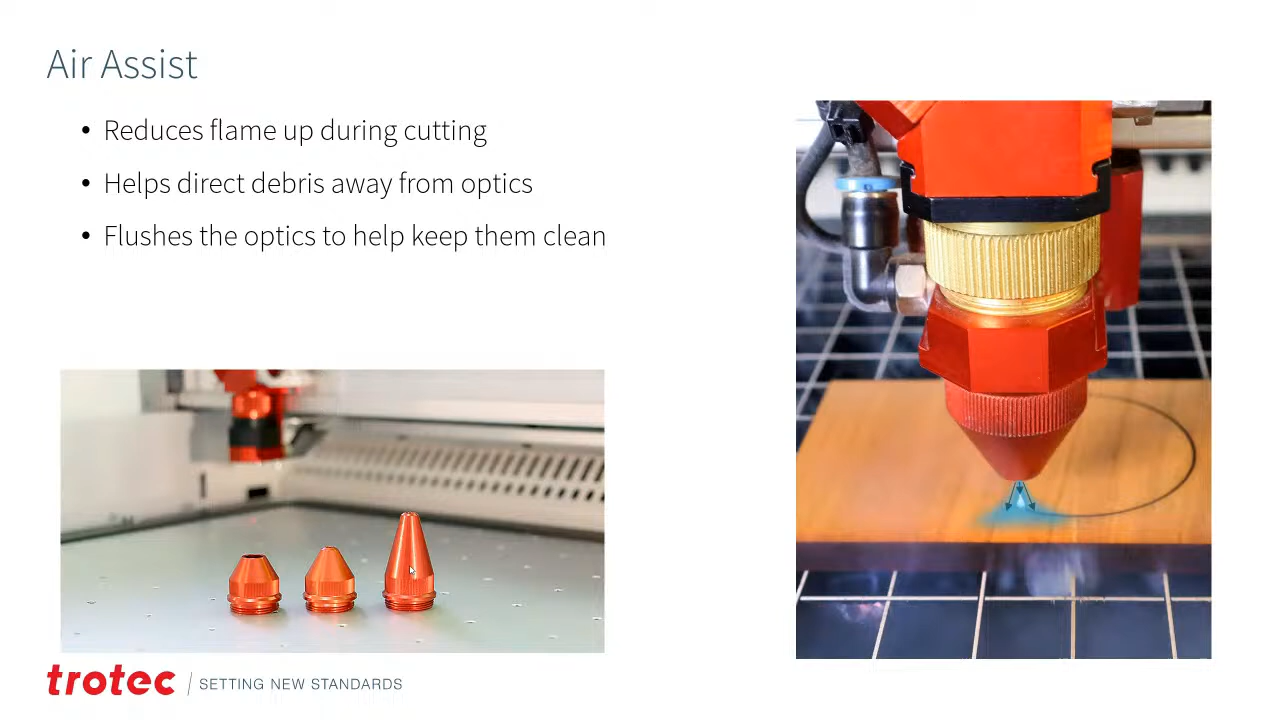 Air Assist
• Reduces flame up during cutting
• Helps direct debris away from optics
• Flushes the optics to help keep them clean
trotec / SETTING NEW STANDARDS